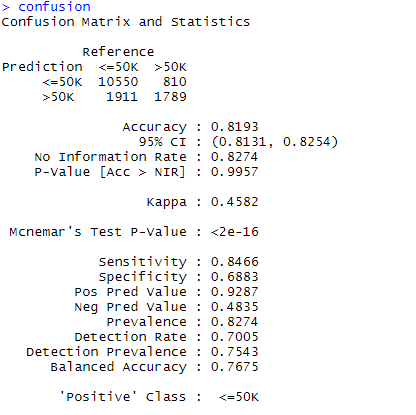 > confusion
Confusion Matrix and Statistics
Reference
Prediction <=50K >50K
<=50K 10550 810
>50K 1911 1789
Accuracy : 0.8193
95% CI : (0.8131, 0.8254)
No Information Rate : 0.8274
P-Value [Acc > NIR] : 0.9957
Kappa : 0.4582
Mcnemar's Test P-Value : <2e-16
Sensitivity : 0.8466
Specificity : 0.6883
Pos Pred Value : 0.9287
Neg Pred Value : 0.4835
Prevalence : 0.8274
Detection Rate : 0.7005
Detection Prevalence : 0.7543
Balanced Accuracy : 0.7675
'Positive' Class : <=50K